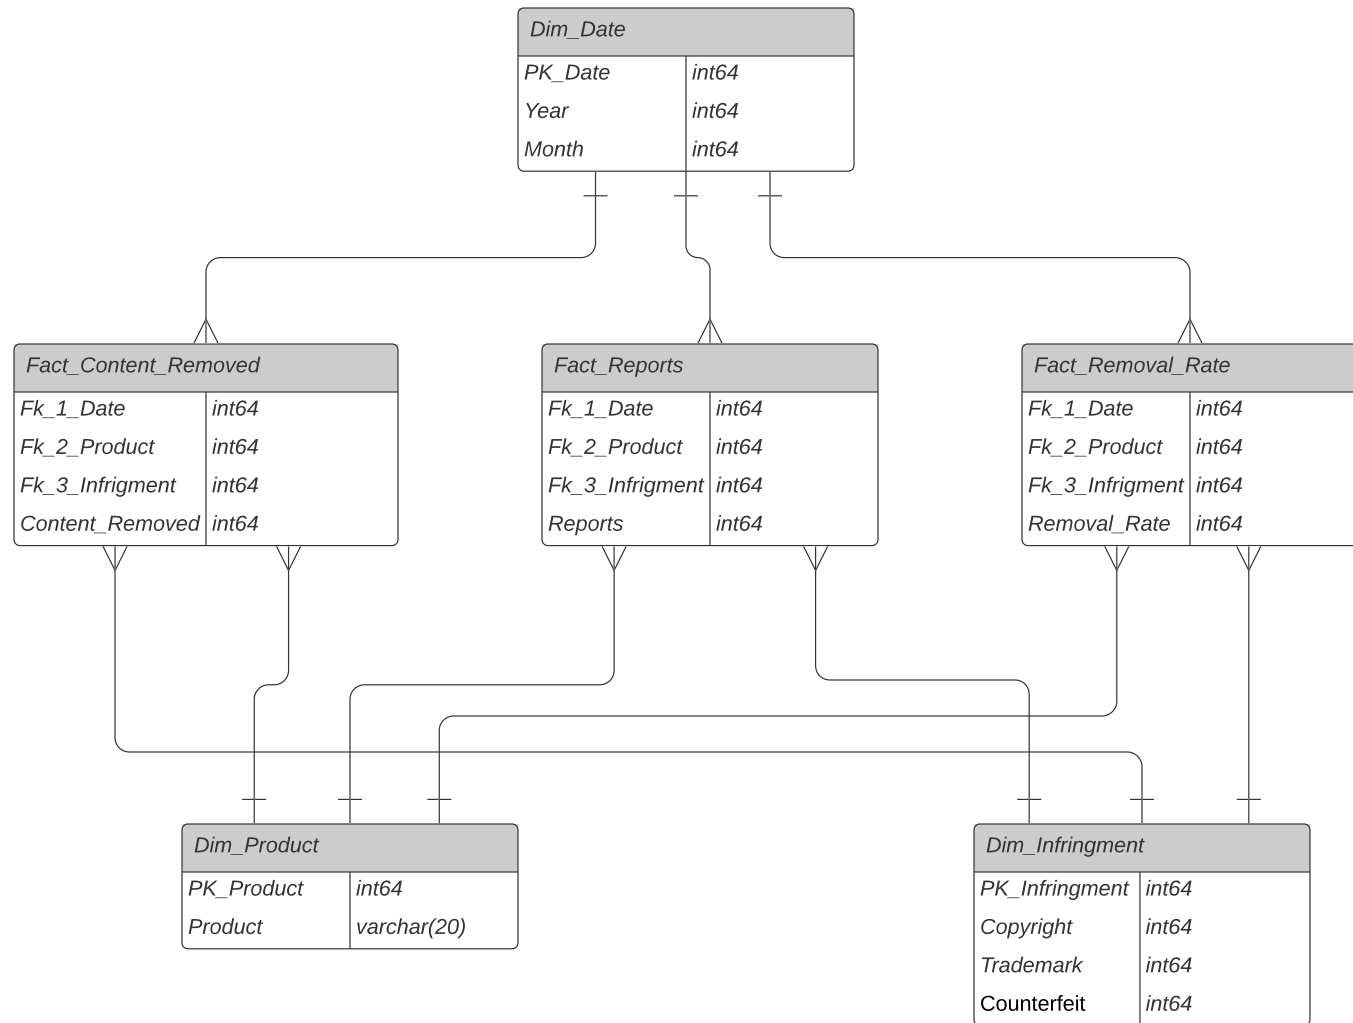 Dim_Date
PK_Date int64
Year int64
Month int64
Fact_Content_Removed
Fk_1_Date int64
Fk_2_Product int64
Fk_3_Infrigment int64
Content_Removed int64
Fact_Reports
Fk_1_Date int64
Fk_2_Product int64
Fk_3_Infrigment int64
Reports int64
Fact_Removal_Rate
Fk_1_Date int64
Fk_2_Product int64
Fk_3_Infrigment int64
Removal_Rate int64
Dim_Product
PK_Product int64
Product varchar(20)
Dim_Infringment
PK_Infringment int64
Copyright int64
Trademark int64
Counterfeit int64